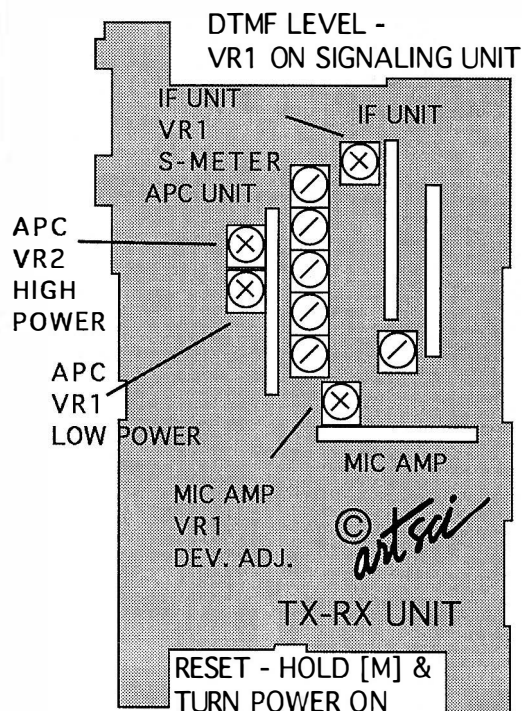 DTMF LEVEL -
VR1 ON SIGNALING UNIT
IF UNIT
VR1
S-METER
IF UNIT
APC UNIT
APC
VR2
HIGH
POWER
APC
VR1
LOW POWER
MIC AMP
MIC AMP
VR1
DEV. ADJ.
© artsci
TX-RX UNIT
RESET - HOLD [M] &
TURN POWER ON